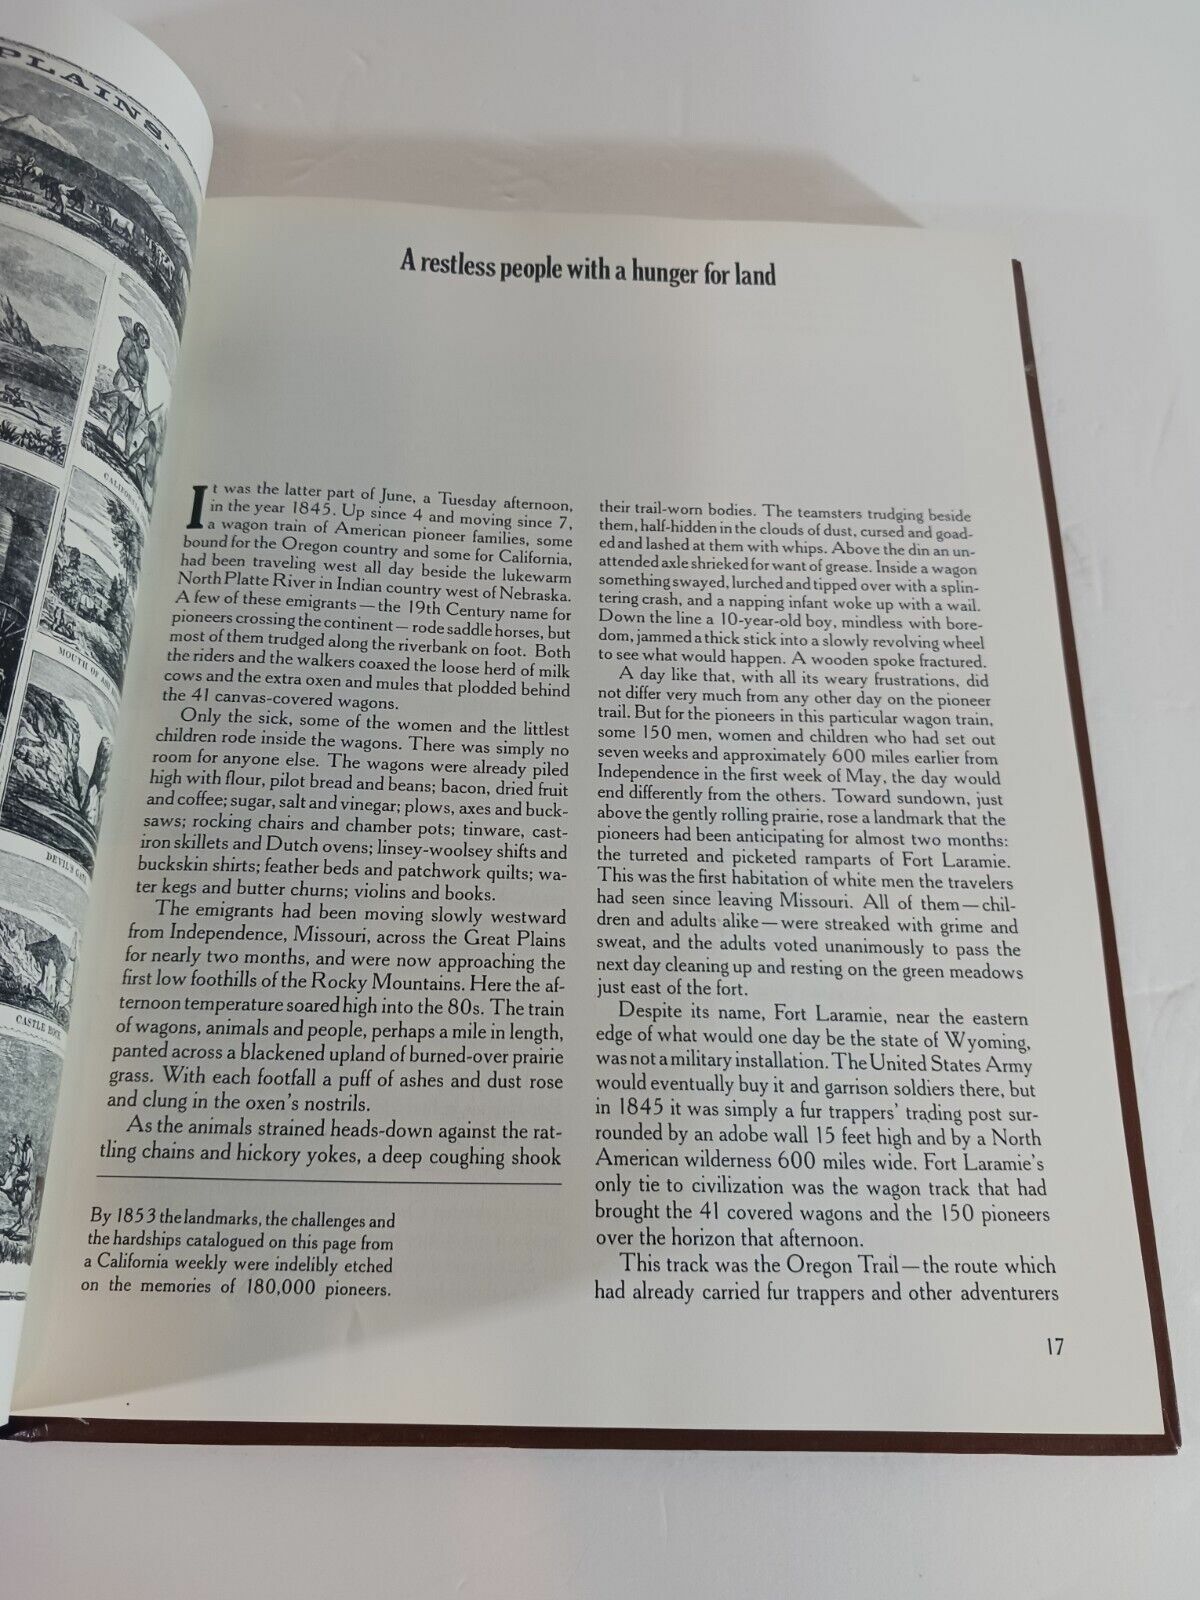 PLAINS.
CALIFOR
MOUTH OF ASH
DEVIL'S GATE
CASTLE ROCK
A restless people with a hunger for land
It was the latter part of June, a Tuesday afternoon,
in the year 1845. Up since 4 and moving since 7,
a wagon train of American pioneer families, some
bound for the Oregon country and some for California,
had been traveling west all day beside the lukewarm
North Platte River in Indian country west of Nebraska.
A few of these emigrants—the 19th Century name for
pioneers crossing the continent—rode saddle horses, but
most of them trudged along the riverbank on foot. Both
the riders and the walkers coaxed the loose herd of milk
cows and the extra oxen and mules that plodded behind
the 41 canvas-covered wagons.
Only the sick, some of the women and the littlest
children rode inside the wagons. There was simply no
room for anyone else. The wagons were already piled
high with flour, pilot bread and beans; bacon, dried fruit
and coffee; sugar, salt and vinegar; plows, axes and buck-
saws; rocking chairs and chamber pots; tinware, cast-
iron skillets and Dutch ovens; linsey-woolsey shifts and
buckskin shirts; feather beds and patchwork quilts; wa-
ter kegs and butter churns; violins and books.
The emigrants had been moving slowly westward
from Independence, Missouri, across the Great Plains
for nearly two months, and were now approaching the
first low foothills of the Rocky Mountains. Here the af-
ternoon temperature soared high into the 80s. The train
of wagons, animals and people, perhaps a mile in length,
panted across a blackened upland of burned-over prairie
grass. With each footfall a puff of ashes and dust rose
and clung in the oxen's nostrils.
As the animals strained heads-down against the rat-
tling chains and hickory yokes, a deep coughing shook
By 1853 the landmarks, the challenges and
the hardships catalogued on this page from
a California weekly were indelibly etched
on the memories of 180,000 pioneers.
their trail-worn bodies. The teamsters trudging beside
them, half-hidden in the clouds of dust, cursed and goad-
ed and lashed at them with whips. Above the din an un-
attended axle shrieked for want of grease. Inside a wagon
something swayed, lurched and tipped over with a splin-
tering crash, and a napping infant woke up with a wail.
Down the line a 10-year-old boy, mindless with bore-
dom, jammed a thick stick into a slowly revolving wheel
to see what would happen. A wooden spoke fractured.
A day like that, with all its weary frustrations, did
not differ very much from any other day on the pioneer
trail. But for the pioneers in this particular wagon train,
some 150 men, women and children who had set out
seven weeks and approximately 600 miles earlier from
Independence in the first week of May, the day would
end differently from the others. Toward sundown, just
above the gently rolling prairie, rose a landmark that the
pioneers had been anticipating for almost two months:
the turreted and picketed ramparts of Fort Laramie.
This was the first habitation of white men the travelers
had seen since leaving Missouri. All of them—chil-
dren and adults alike—were streaked with grime and
sweat, and the adults voted unanimously to pass the
next day cleaning up and resting on the green meadows
just east of the fort.
Despite its name, Fort Laramie, near the eastern
edge of what would one day be the state of Wyoming,
was not a military installation. The United States Army
would eventually buy it and garrison soldiers there, but
in 1845 it was simply a fur trappers' trading post sur-
rounded by an adobe wall 15 feet high and by a North
American wilderness 600 miles wide. Fort Laramie's
only tie to civilization was the wagon track that had
brought the 41 covered wagons and the 150 pioneers
over the horizon that afternoon.
This track was the Oregon Trail—the route which
had already carried fur trappers and other adventurers
17